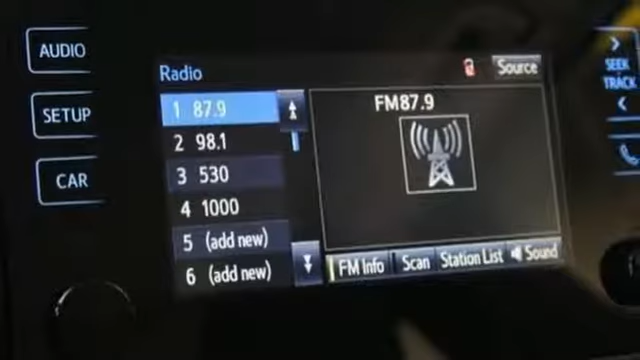 AUDIO
SETUP
CAR
Radio
Source
1 87.9
2 98.1
3 530
4 1000
5 (add new)
6 (add new)
FM87.9
FM Info
Scan
Station List
Sound
>
SEEK
TRACK
<